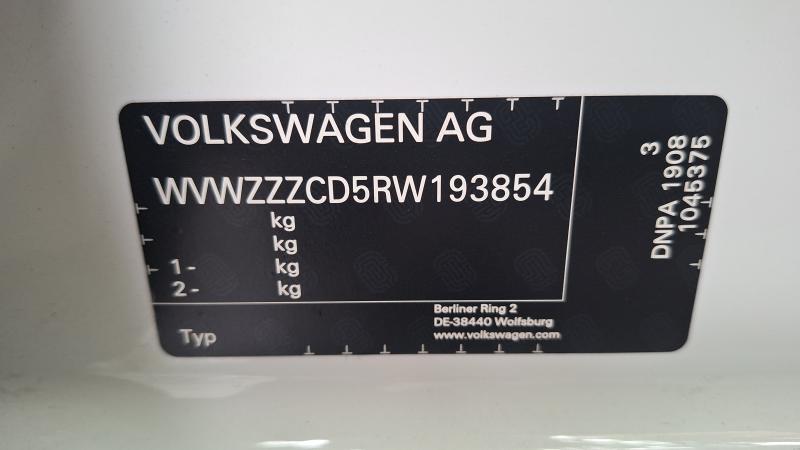 VOLKSWAGEN AG
WVWZZZCD5RW193854
kg
kg
1- kg
2- kg
Typ
Berliner Ring 2
DE-38440 Wolfsburg
www.volkswagen.com
3
DNPA 1908
1045375